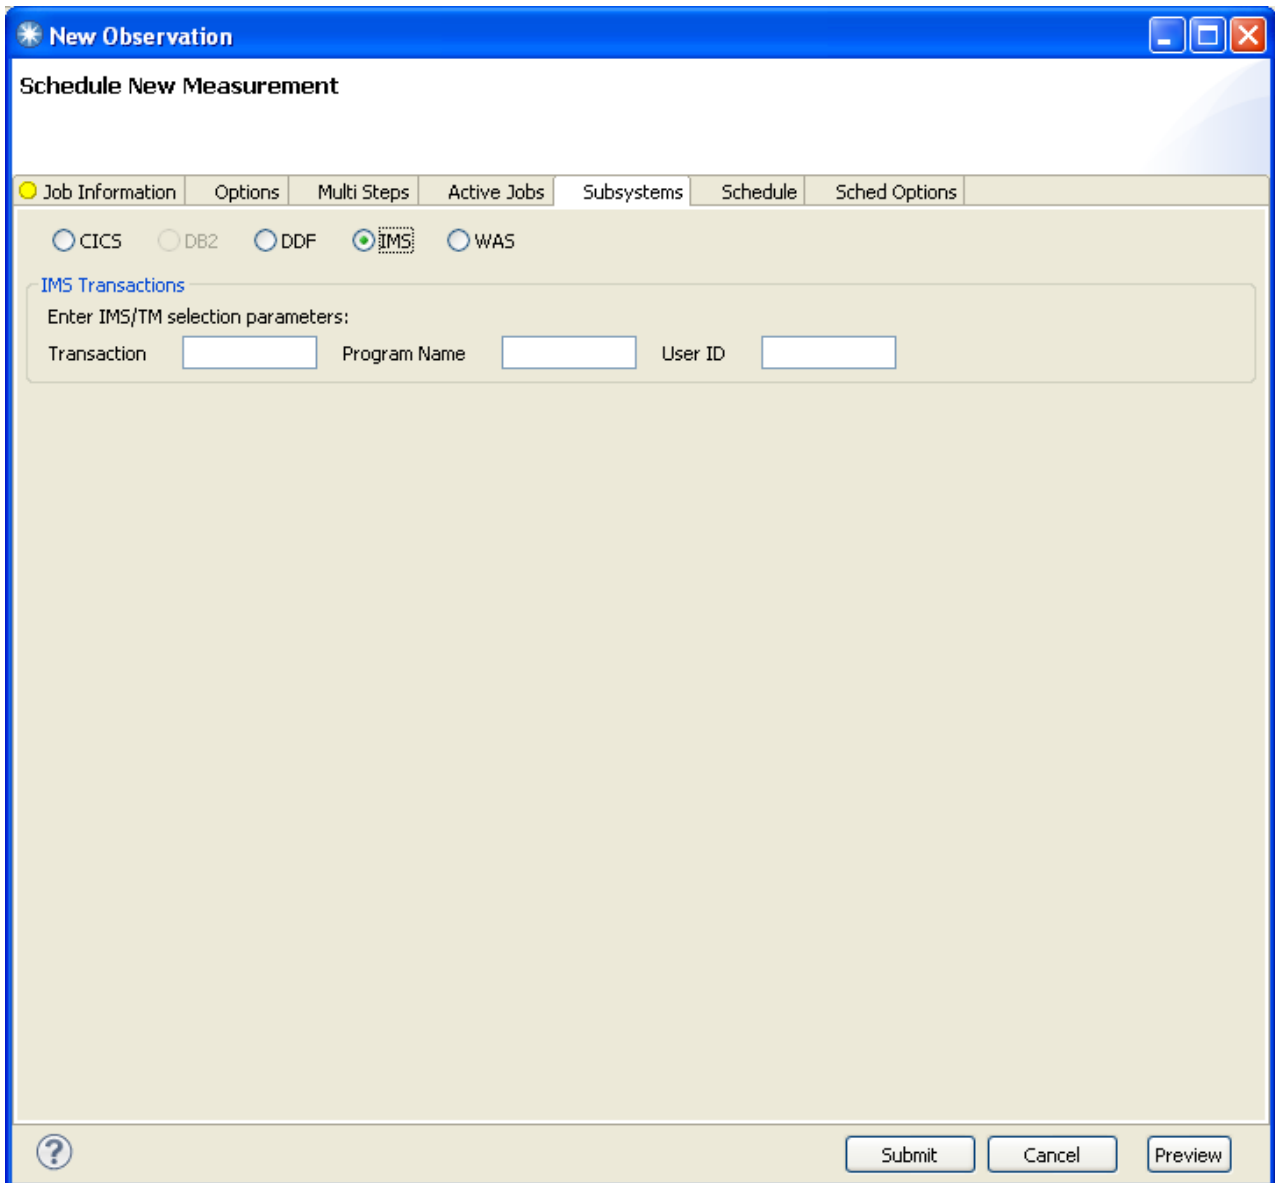 New Observation
Schedule New Measurement
Job Information Options Multi Steps Active Jobs Subsystems Schedule Sched Options
CICS DB2 DDF IMS WAS
IMS Transactions
Enter IMS/TM selection parameters:
Transaction Program Name User ID
? Submit Cancel Preview